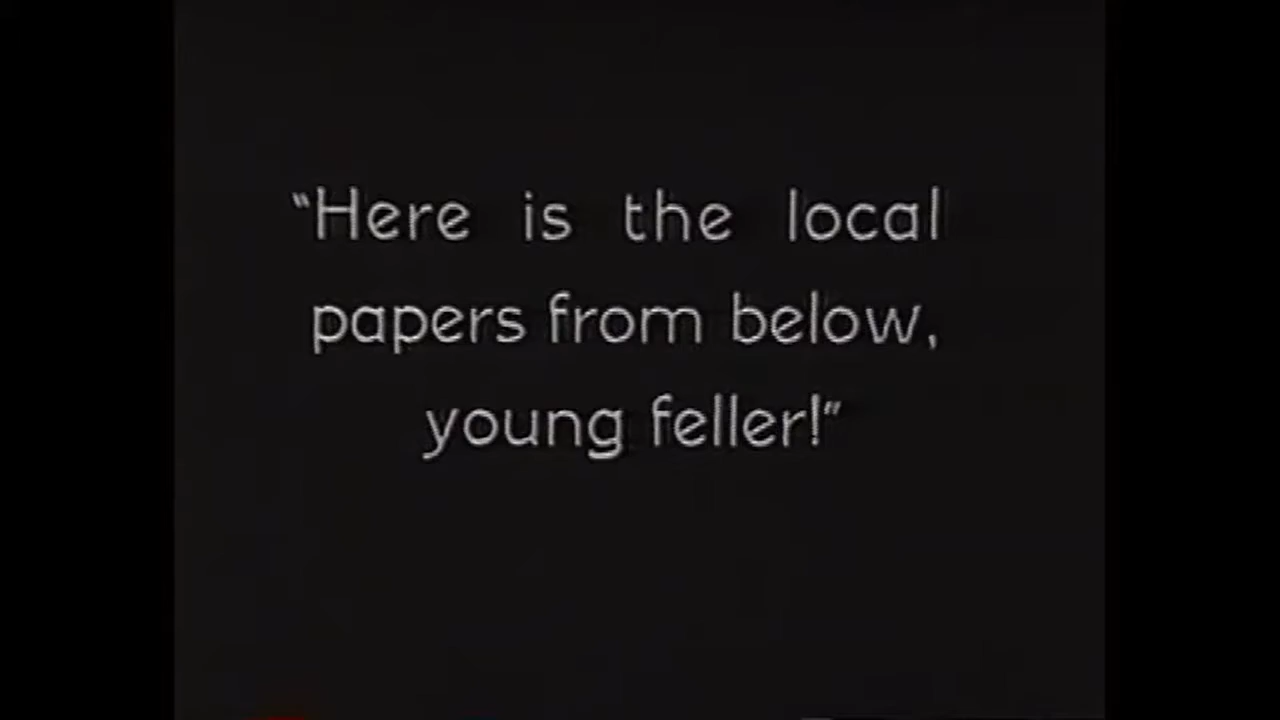 “Here is the local
papers from below,
young feller!”